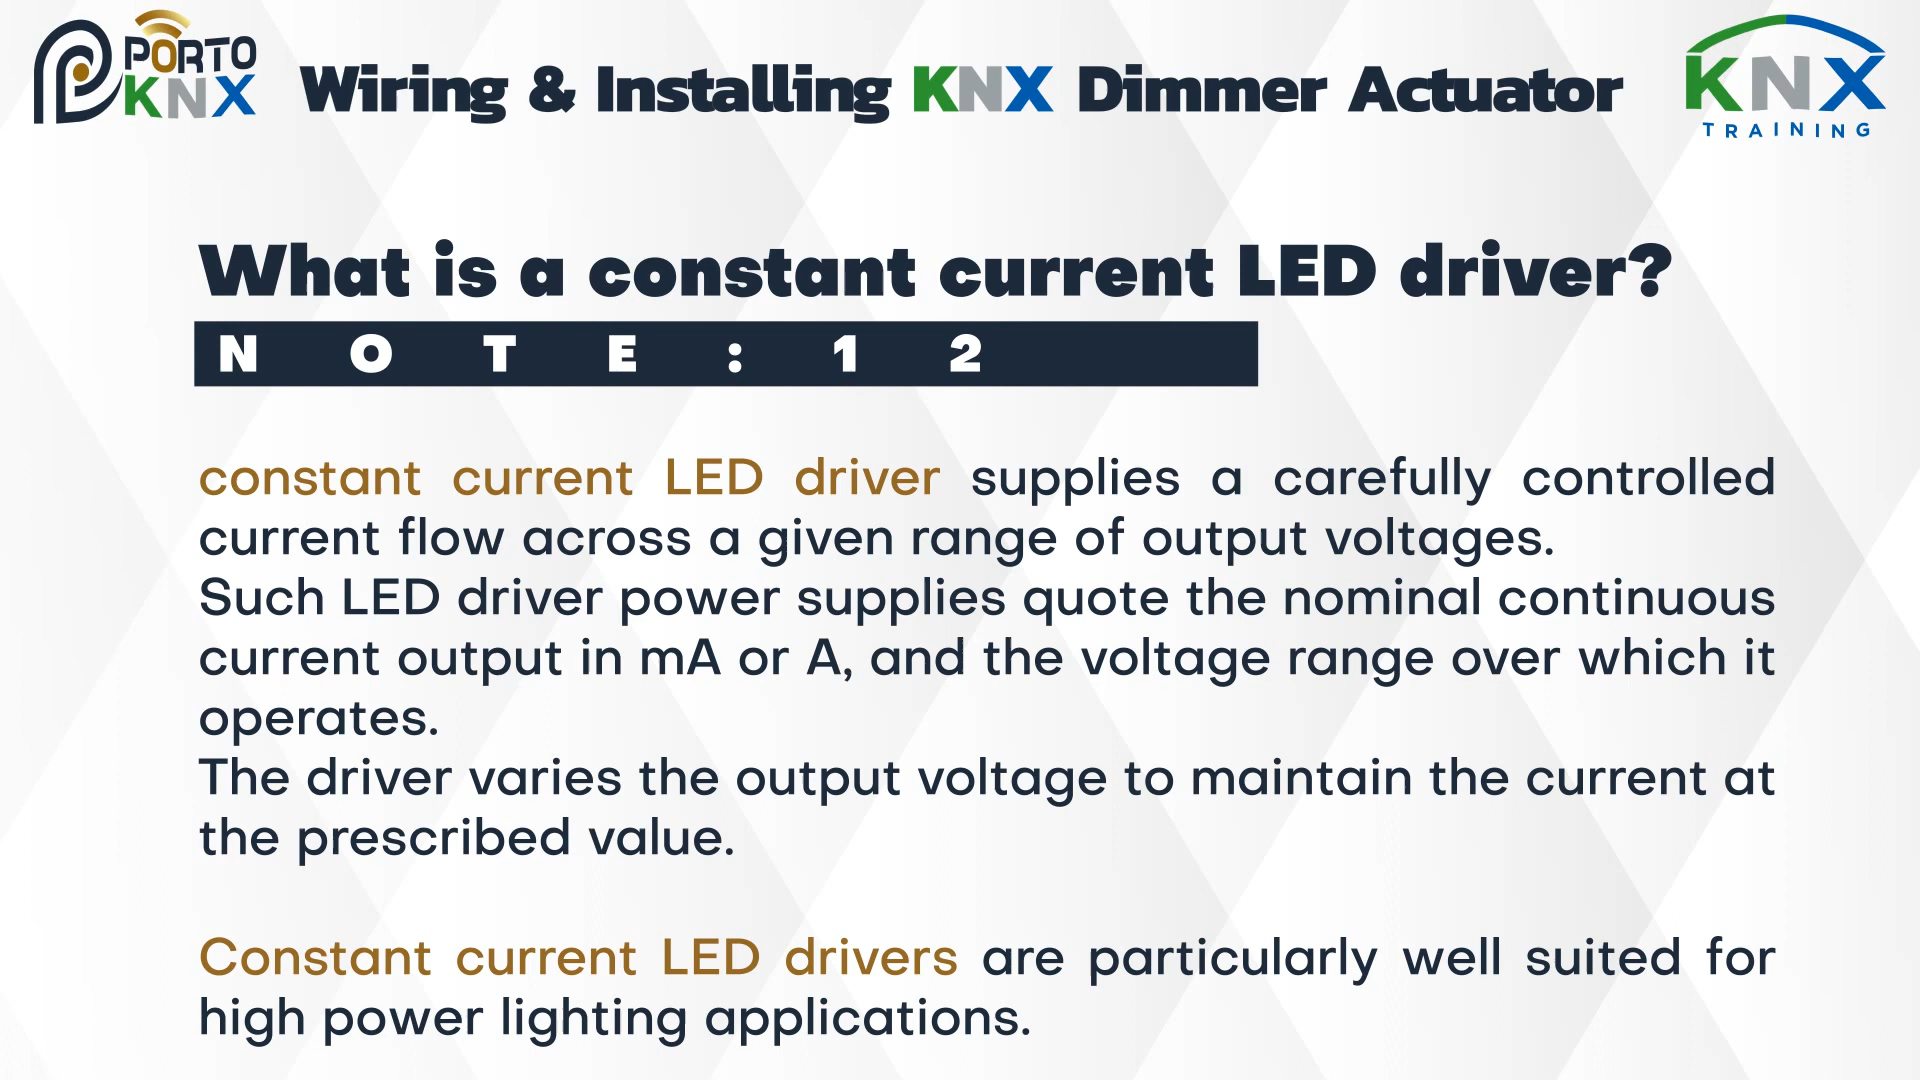 PORTO
KNX
Wiring & Installing KNX Dimmer Actuator
KNX
TRAINING
What is a constant current LED driver?
NOTE:12
constant current LED driver supplies a carefully controlled
current flow across a given range of output voltages.
Such LED driver power supplies quote the nominal continuous
current output in mA or A, and the voltage range over which it
operates.
The driver varies the output voltage to maintain the current at
the prescribed value.
Constant current LED drivers are particularly well suited for
high power lighting applications.